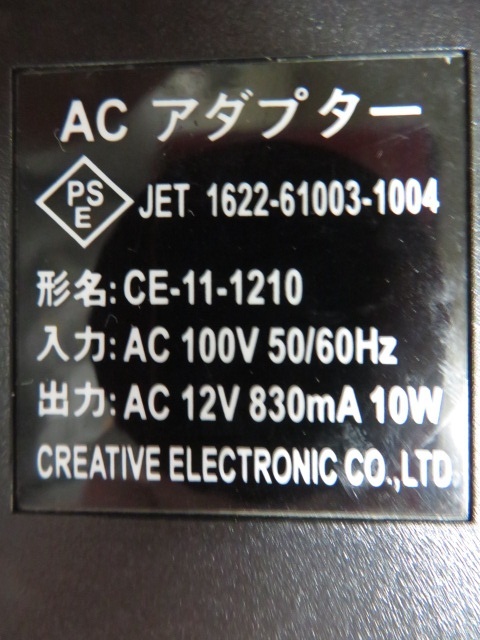 AC アダプター
PSE JET 1622-61003-1004
形名: CE-11-1210
入力: AC 100V 50/60Hz
出力: AC 12V 830mA 10W
CREATIVE ELECTRONIC CO.,LTD.